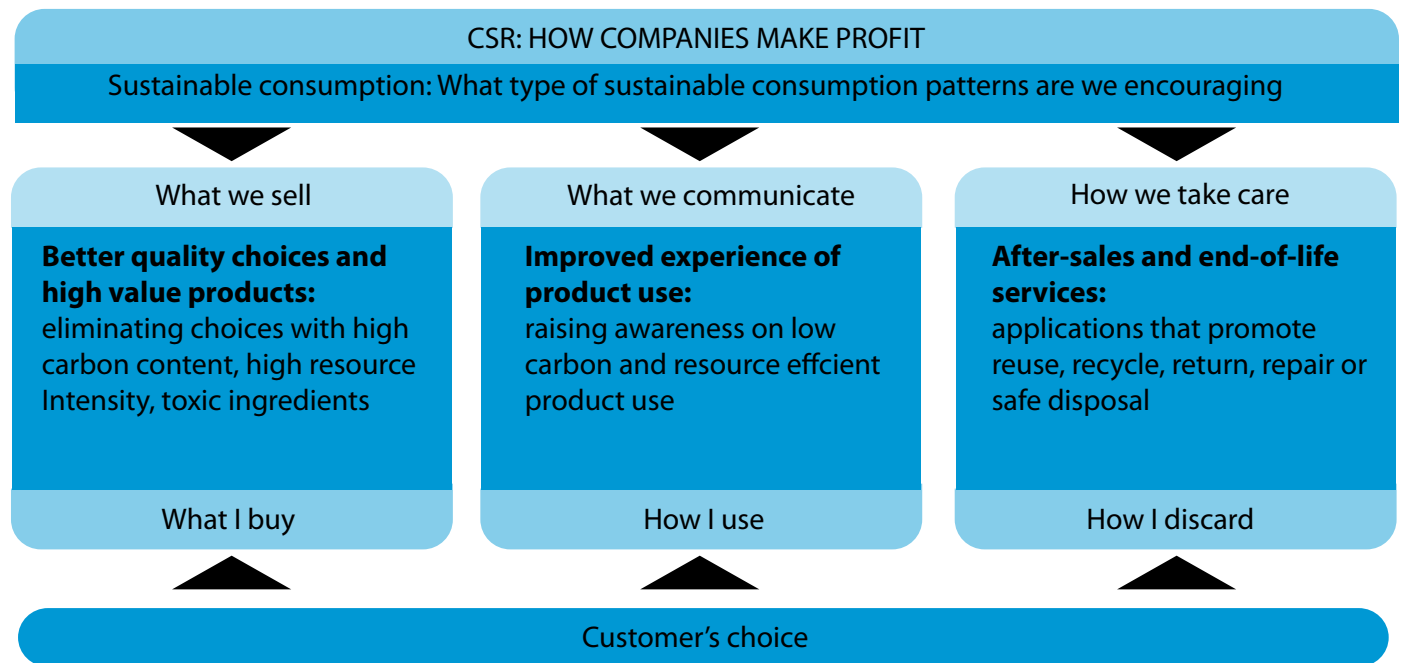 CSR: HOW COMPANIES MAKE PROFIT
Sustainable consumption: What type of sustainable consumption patterns are we encouraging
What we sell
Better quality choices and
high value products:
eliminating choices with high
carbon content, high resource
Intensity, toxic ingredients
What I buy
What we communicate
Improved experience of
product use:
raising awareness on low
carbon and resource effcient
product use
How I use
How we take care
After-sales and end-of-life
services:
applications that promote
reuse, recycle, return, repair or
safe disposal
How I discard
Customer’s choice